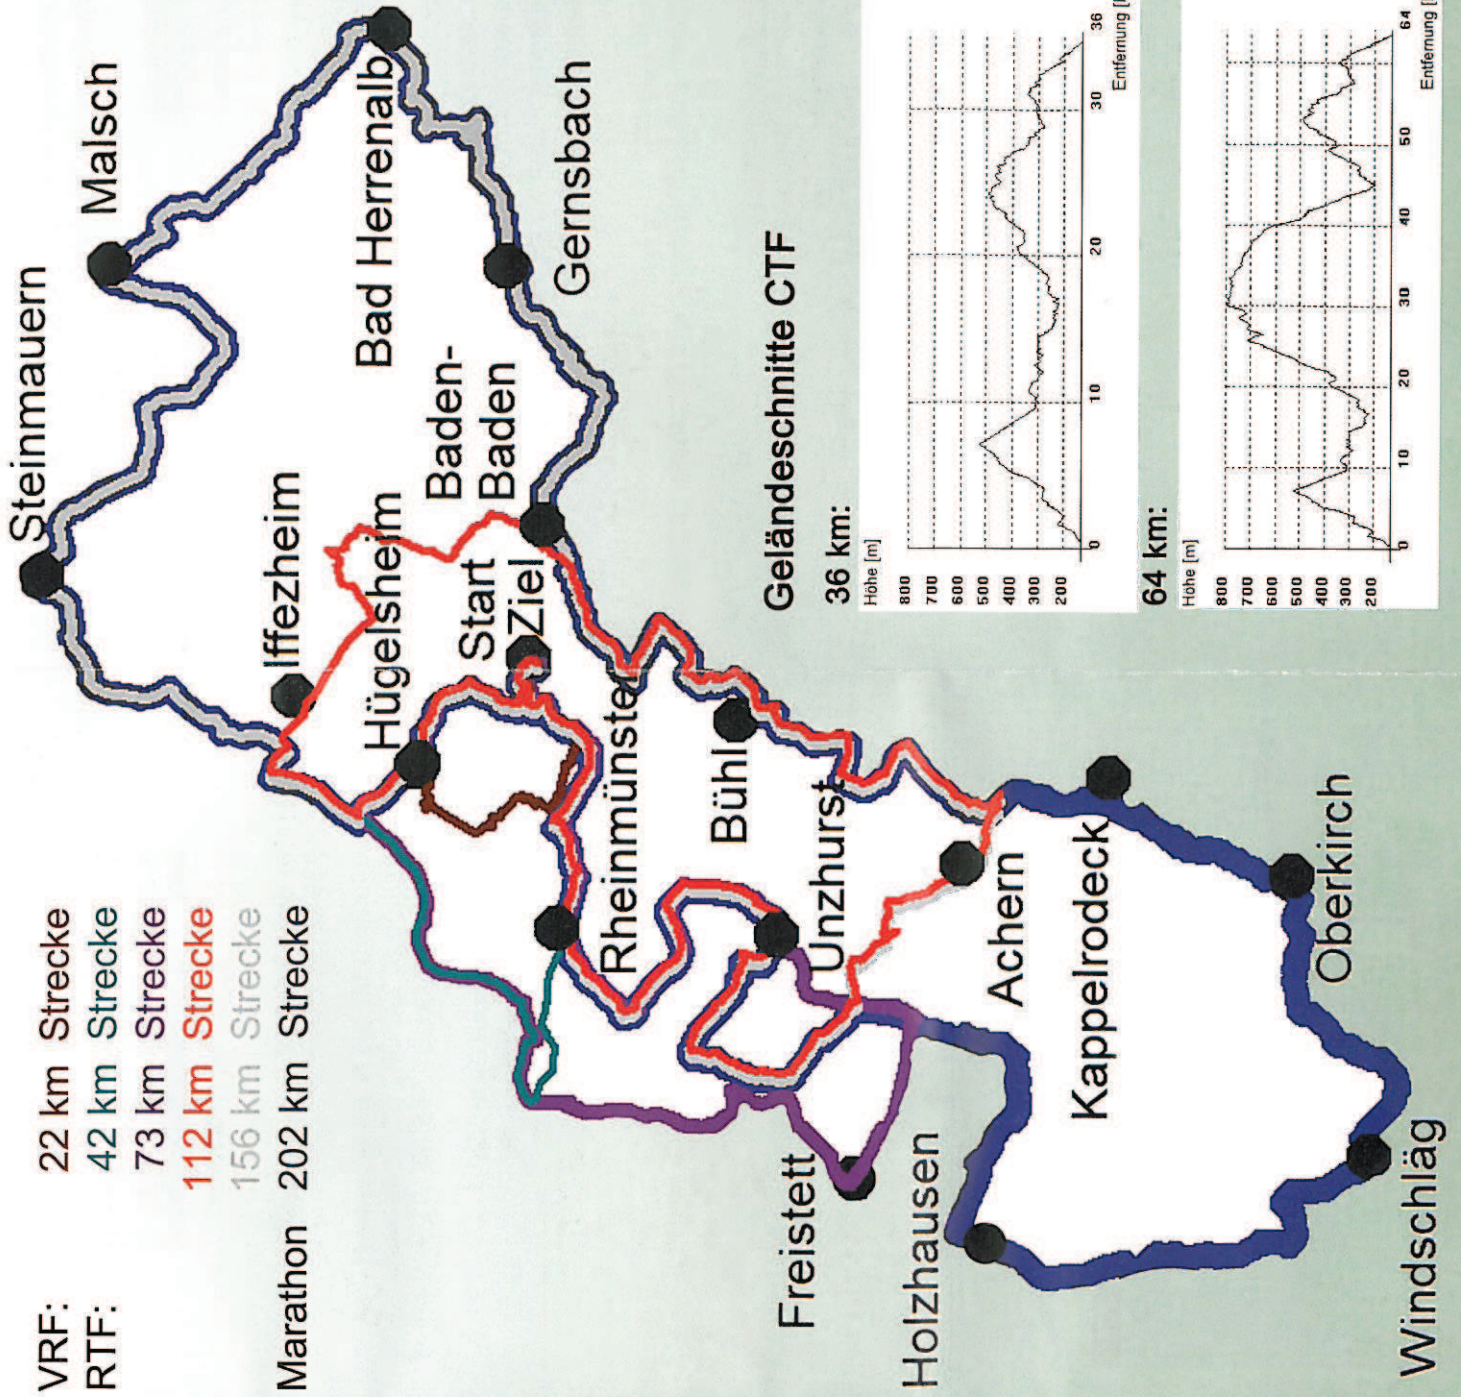 VRF: 22 km Strecke
RTF: 42 km Strecke
73 km Strecke
112 km Strecke
156 km Strecke
Marathon 202 km Strecke
Steinmauern
Malsch
Iffezheim
Bad Herrenalb
Hügelsheim
Baden-
Baden
Start
Ziel
Gernsbach
Rheinmünster
Bühl
Unzhurst
Freistett
Achern
Holzhausen
Kappelrodeck
Oberkirch
Windschläg
Geländeschnitte CTF
36 km:
Höhe [m]
800
700
600
500
400
300
200
0 10 20 30 36
Entfernung
64 km:
Höhe [m]
800
700
600
500
400
300
200
0 10 20 30 40 50 64
Entfernung